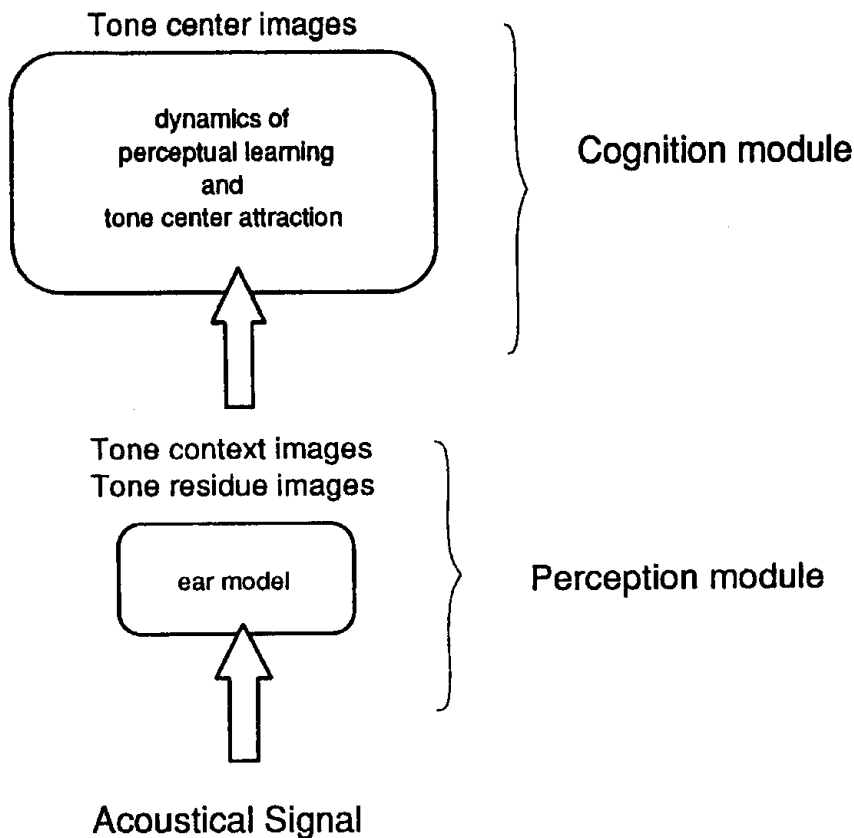 Tone center images
dynamics of
perceptual learning
and
tone center attraction
Cognition module
Tone context images
Tone residue images
ear model
Perception module
Acoustical Signal